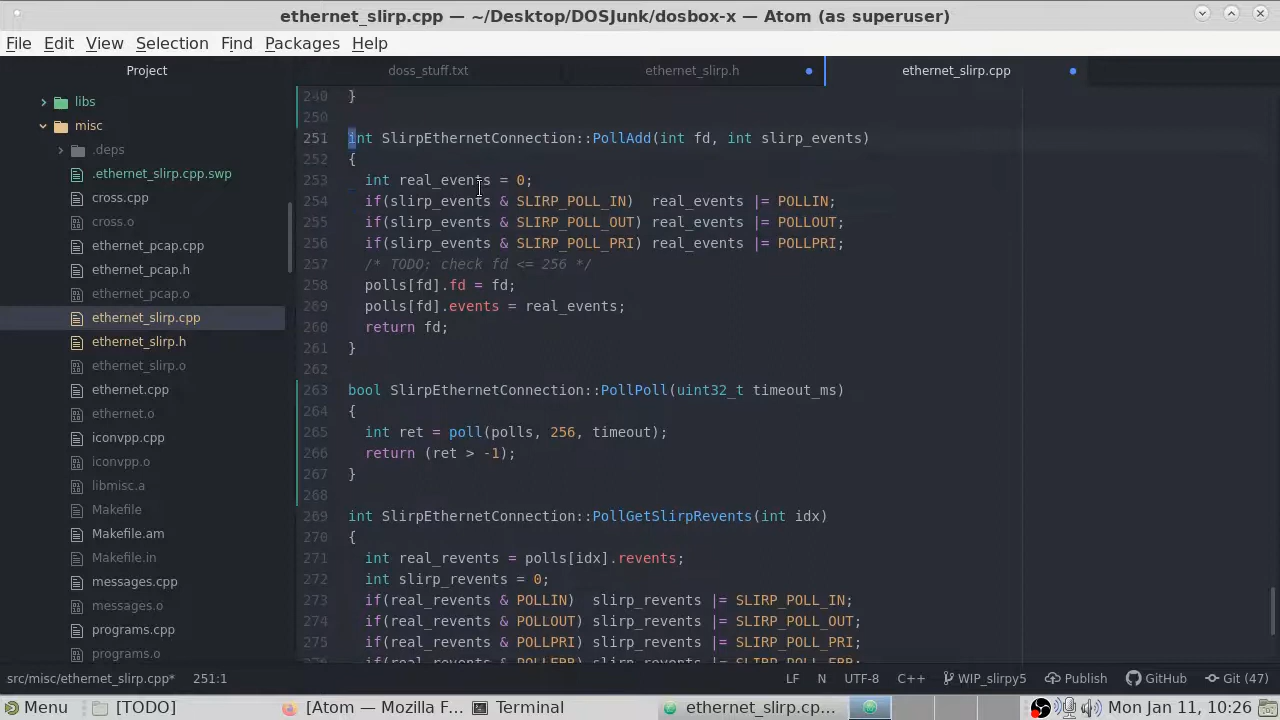 ethernet_slirp.cpp — ~/Desktop/DOSJunk/dosbox-x — Atom (as superuser)
File Edit View Selection Find Packages Help
Project
doss_stuff.txt
ethernet_slirp.h
ethernet_slirp.cpp
libs
misc
.deps
.ethernet_slirp.cpp.swp
cross.cpp
cross.o
ethernet_pcap.cpp
ethernet_pcap.h
ethernet_pcap.o
ethernet_slirp.cpp
ethernet_slirp.h
ethernet_slirp.o
ethernet.cpp
ethernet.o
iconvpp.cpp
iconvpp.o
libmisc.a
Makefile
Makefile.am
Makefile.in
messages.cpp
messages.o
programs.cpp
programs.o
240 }
250
251 int SlirpEthernetConnection::PollAdd(int fd, int slirp_events)
252 {
253 int real_events = 0;
254 if(slirp_events & SLIRP_POLL_IN)  real_events |= POLLIN;
255 if(slirp_events & SLIRP_POLL_OUT) real_events |= POLLOUT;
256 if(slirp_events & SLIRP_POLL_PRI) real_events |= POLLPRI;
257 /* TODO: check fd <= 256 */
258 polls[fd].fd = fd;
269 polls[fd].events = real_events;
260 return fd;
261 }
262
263 bool SlirpEthernetConnection::PollPoll(uint32_t timeout_ms)
264 {
265 int ret = poll(polls, 256, timeout);
266 return (ret > -1);
267 }
268
269 int SlirpEthernetConnection::PollGetSlirpRevents(int idx)
270 {
271 int real_revents = polls[idx].revents;
272 int slirp_revents = 0;
273 if(real_revents & POLLIN)  slirp_revents |= SLIRP_POLL_IN;
274 if(real_revents & POLLOUT) slirp_revents |= SLIRP_POLL_OUT;
275 if(real_revents & POLLPRI) slirp_revents |= SLIRP_POLL_PRI;
276 if(real_revents & POLLERR) slirp_revents |= SLIRP_POLL_ERR;
src/misc/ethernet_slirp.cpp* 251:1
LF N UTF-8 C++ WIP_slirpy5 Publish GitHub Git (47)
Menu [TODO] [Atom — Mozilla F... Terminal ethernet_slirp.cp... Mon Jan 11, 10:26